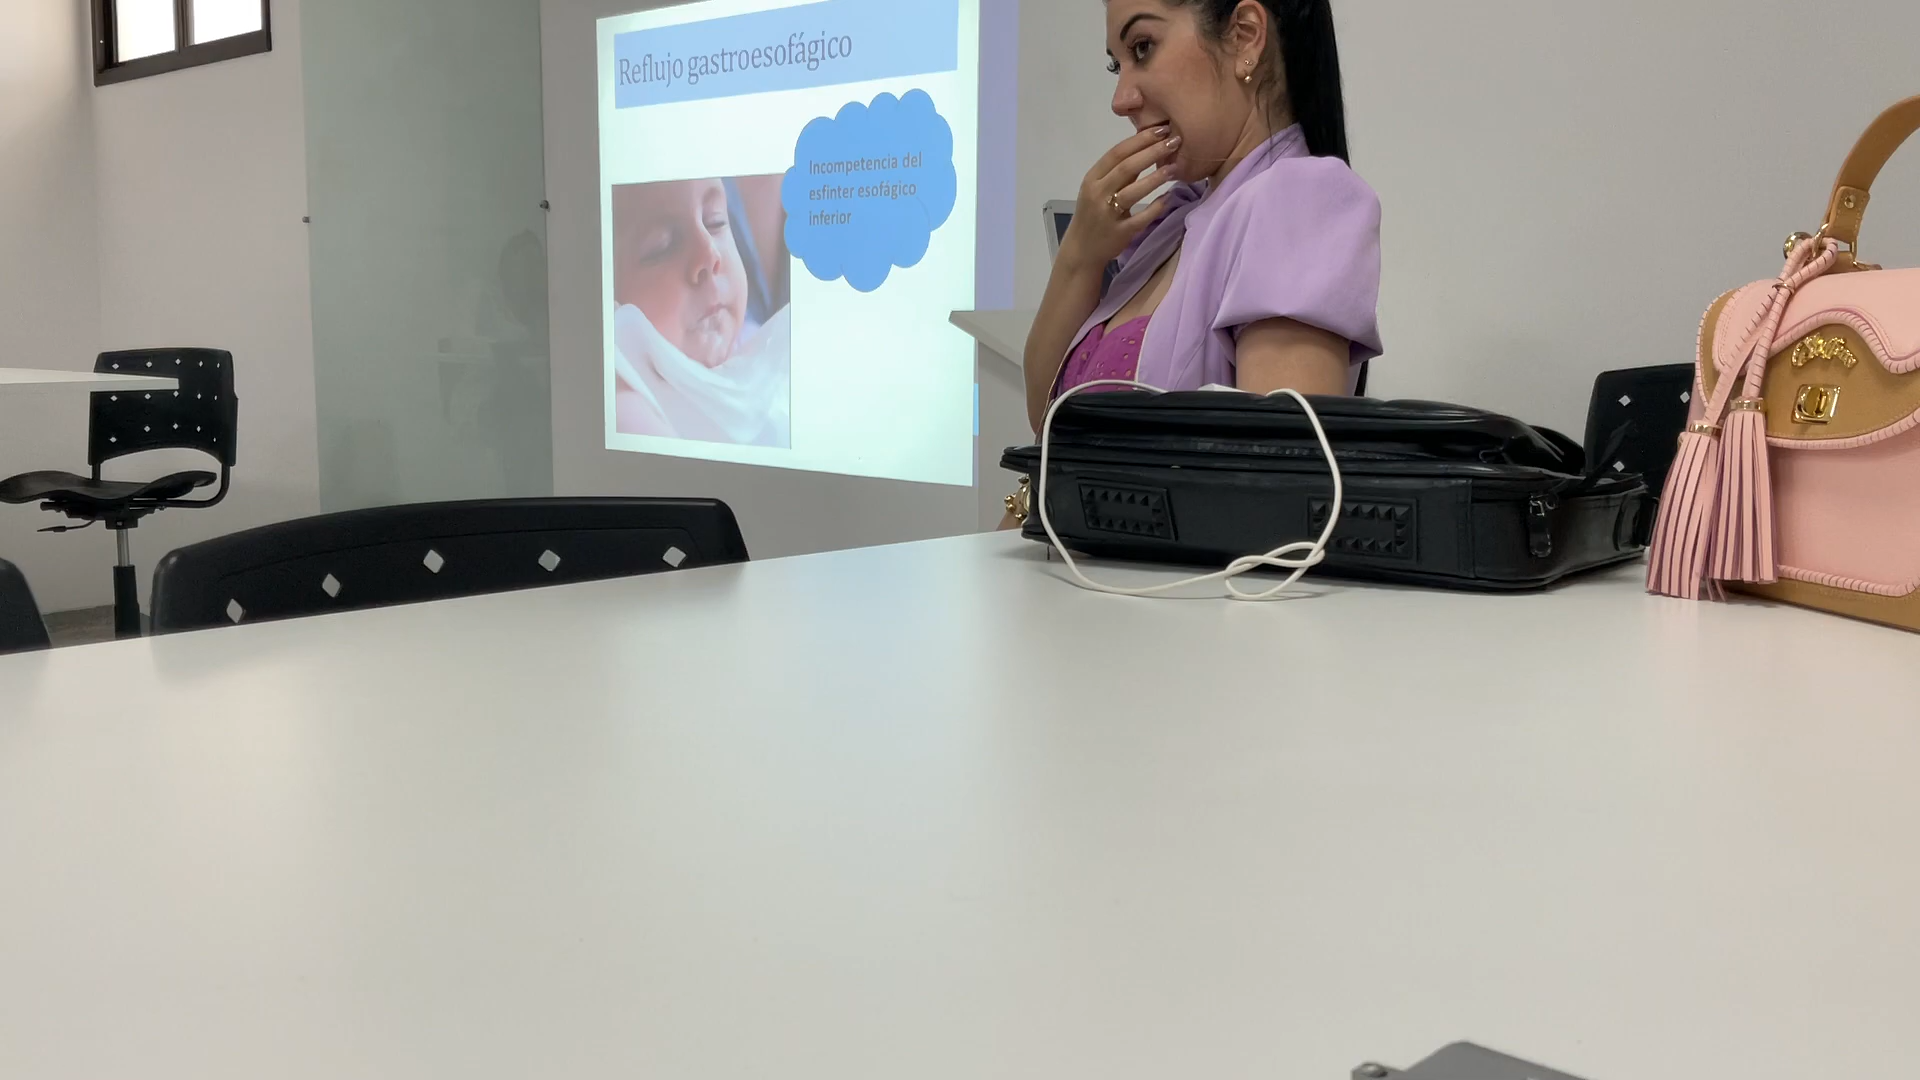 Reflujo gastroesofágico
Incompetencia del
esfinter esofágico
inferior